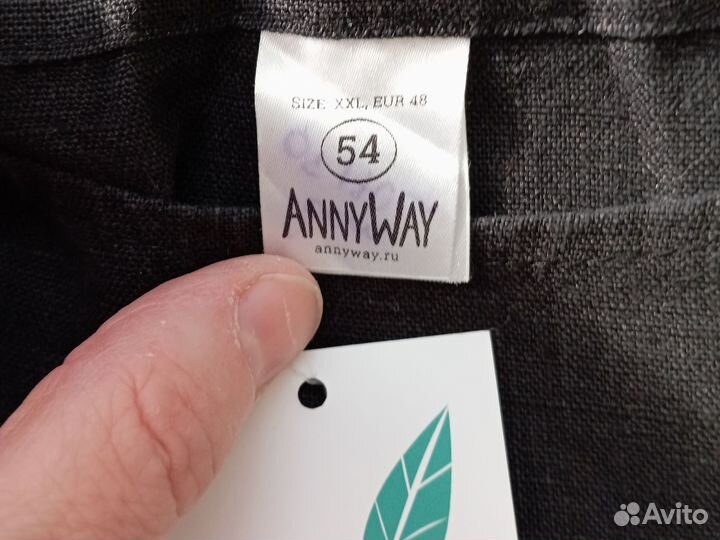 SIZE XXL, EUR 48
54
ANNYWAY
annyway.ru
Avito